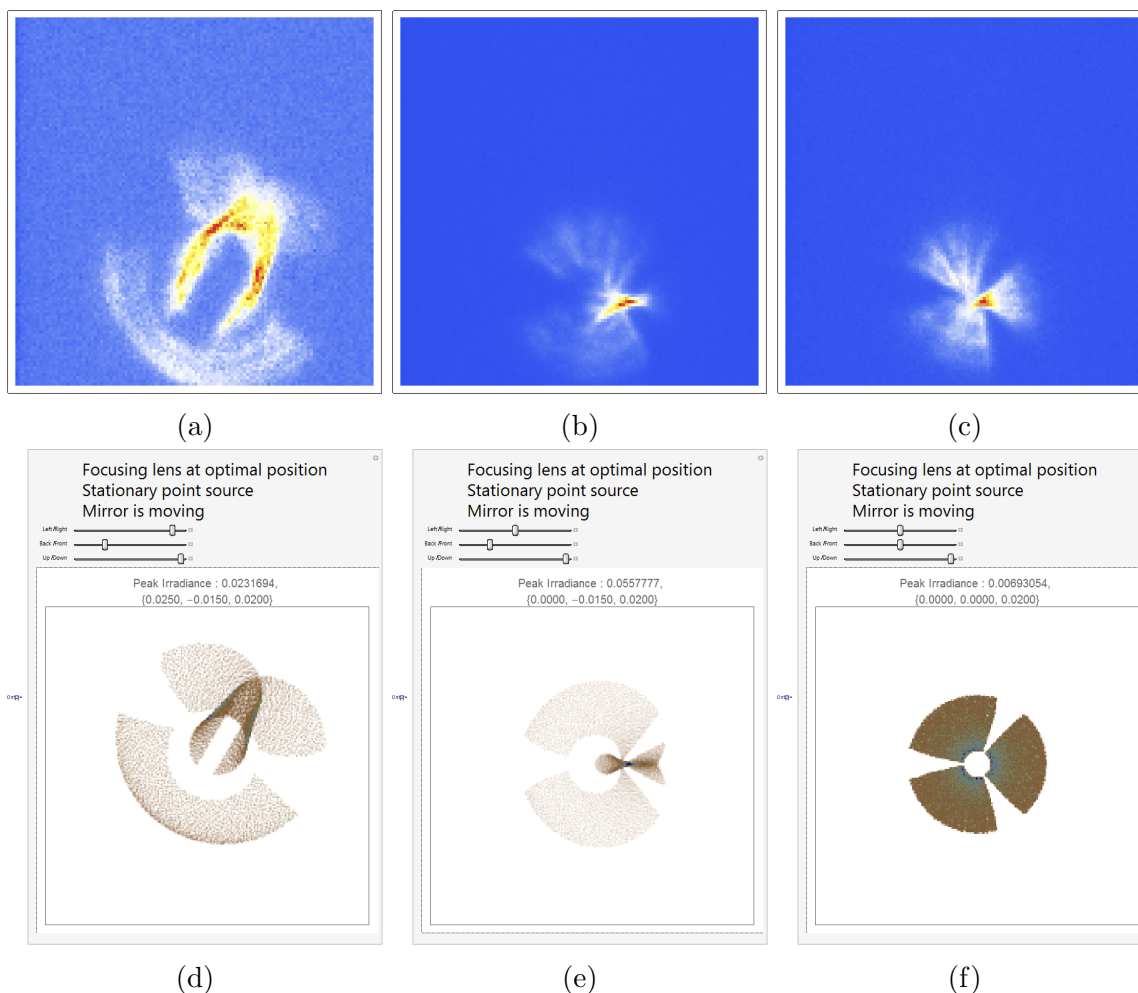 (a)
(b)
(c)
Focusing lens at optimal position
Stationary point source
Mirror is moving
Left/Right
Back/Front
Up/Down
Peak Irradiance : 0.0231694,
{0.0250, −0.0150, 0.0200}
Focusing lens at optimal position
Stationary point source
Mirror is moving
Left/Right
Back/Front
Up/Down
Peak Irradiance : 0.0557777,
{0.0000, −0.0150, 0.0200}
Focusing lens at optimal position
Stationary point source
Mirror is moving
Left/Right
Back/Front
Up/Down
Peak Irradiance : 0.00693054,
{0.0000, 0.0000, 0.0200}
(d)
(e)
(f)